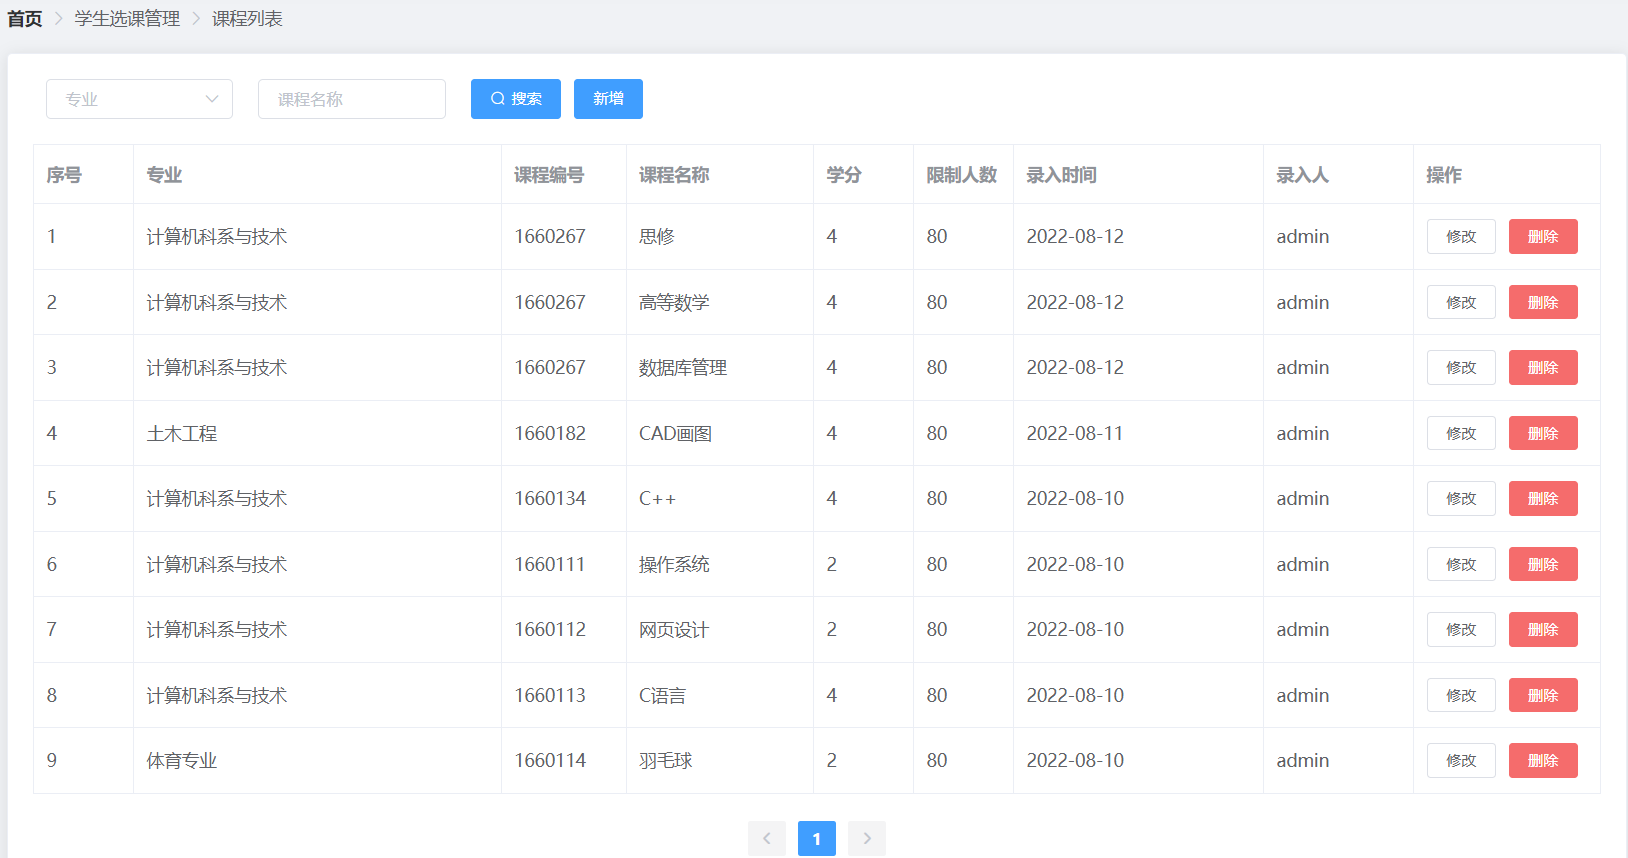 首页 学生选课管理 课程列表
专业 课程名称 搜索 新增
序号 专业 课程编号 课程名称 学分 限制人数 录入时间 录入人 操作
1 计算机科系与技术 1660267 思修 4 80 2022-08-12 admin 修改 删除
2 计算机科系与技术 1660267 高等数学 4 80 2022-08-12 admin 修改 删除
3 计算机科系与技术 1660267 数据库管理 4 80 2022-08-12 admin 修改 删除
4 土木工程 1660182 CAD画图 4 80 2022-08-11 admin 修改 删除
5 计算机科系与技术 1660134 C++ 4 80 2022-08-10 admin 修改 删除
6 计算机科系与技术 1660111 操作系统 2 80 2022-08-10 admin 修改 删除
7 计算机科系与技术 1660112 网页设计 2 80 2022-08-10 admin 修改 删除
8 计算机科系与技术 1660113 C语言 4 80 2022-08-10 admin 修改 删除
9 体育专业 1660114 羽毛球 2 80 2022-08-10 admin 修改 删除
1